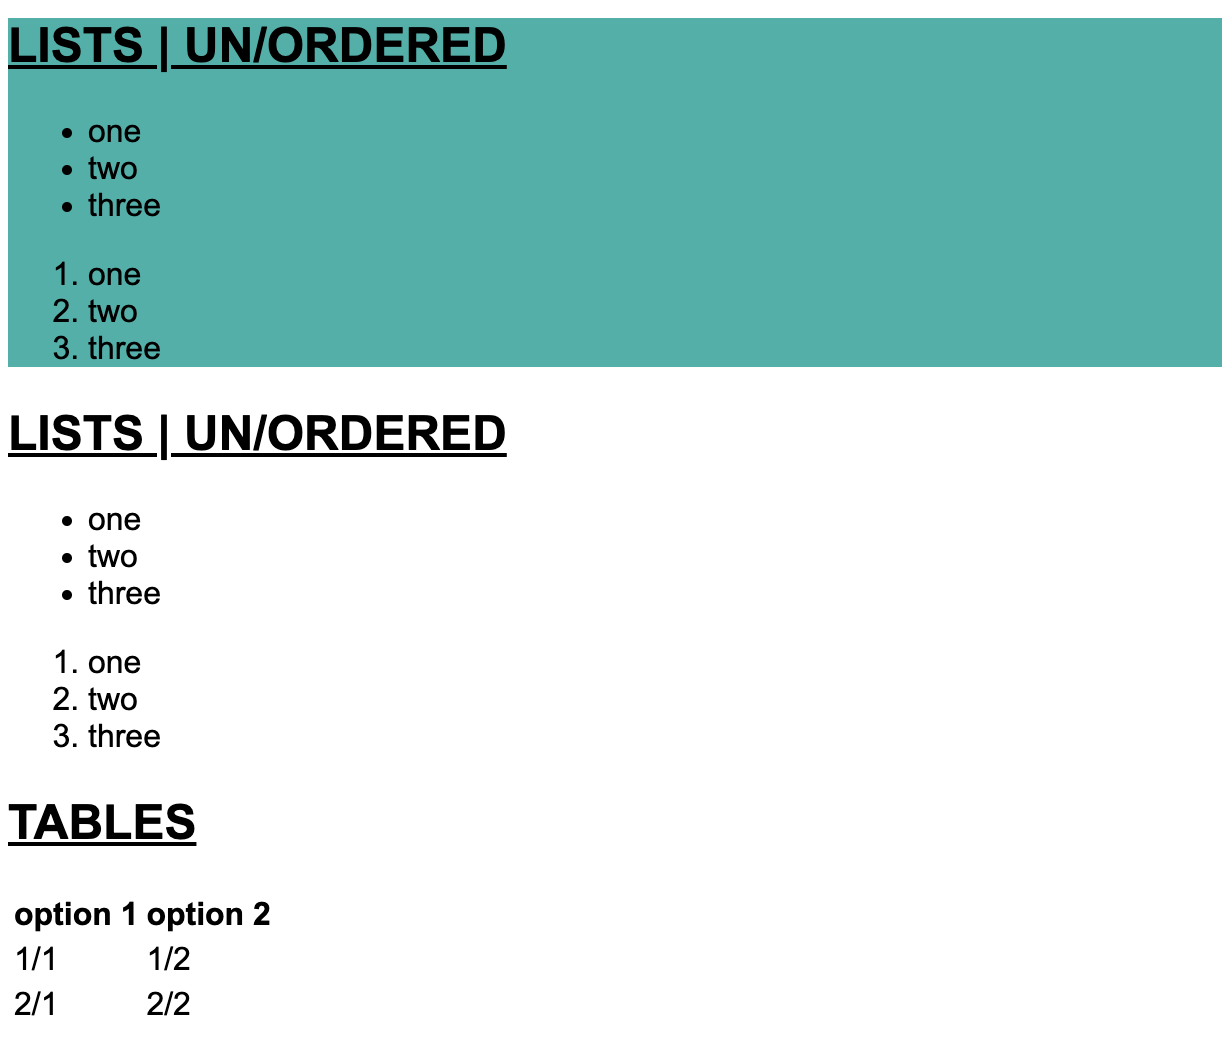 LISTS | UN/ORDERED
• one
• two
• three
1. one
2. two
3. three
LISTS | UN/ORDERED
• one
• two
• three
1. one
2. two
3. three
TABLES
option 1 option 2
1/1 1/2
2/1 2/2